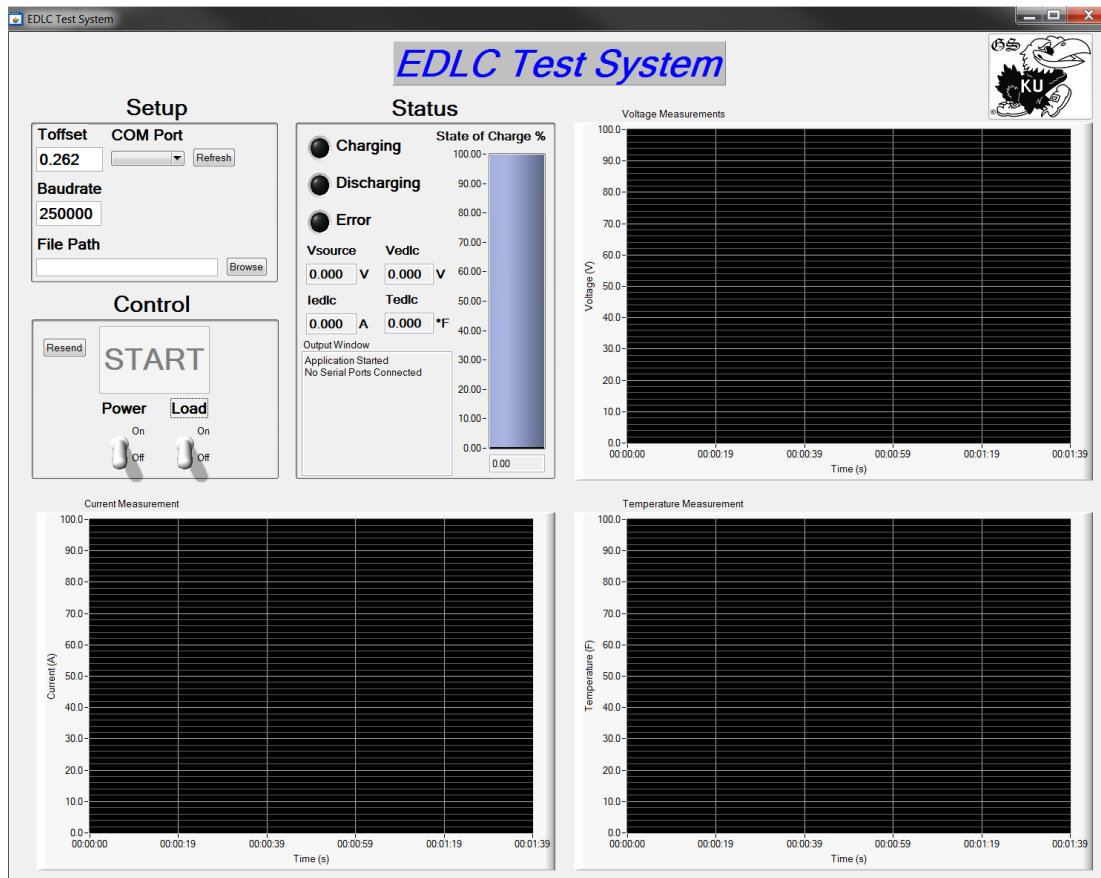 EDLC Test System
EDLC Test System
GS
KU
Setup
Toffset COM Port
0.262 Refresh
Baudrate
250000
File Path
Browse
Control
Resend START
Power Load
On On
Off Off
Status
Charging
Discharging
Error
Vsource Vedlc
0.000 V 0.000 V
Iedlc Tedlc
0.000 A 0.000 °F
Output Window
Application Started
No Serial Ports Connected
State of Charge %
100.00
90.00
80.00
70.00
60.00
50.00
40.00
30.00
20.00
10.00
0.00
0.00
Voltage Measurements
Voltage (V)
100.0
90.0
80.0
70.0
60.0
50.0
40.0
30.0
20.0
10.0
0.0
00:00:00 00:00:19 00:00:39 00:00:59 00:01:19 00:01:39
Time (s)
Current Measurement
Current (A)
100.0
90.0
80.0
70.0
60.0
50.0
40.0
30.0
20.0
10.0
0.0
00:00:00 00:00:19 00:00:39 00:00:59 00:01:19 00:01:39
Time (s)
Temperature Measurement
Temperature (F)
100.0
90.0
80.0
70.0
60.0
50.0
40.0
30.0
20.0
10.0
0.0
00:00:00 00:00:19 00:00:39 00:00:59 00:01:19 00:01:39
Time (s)